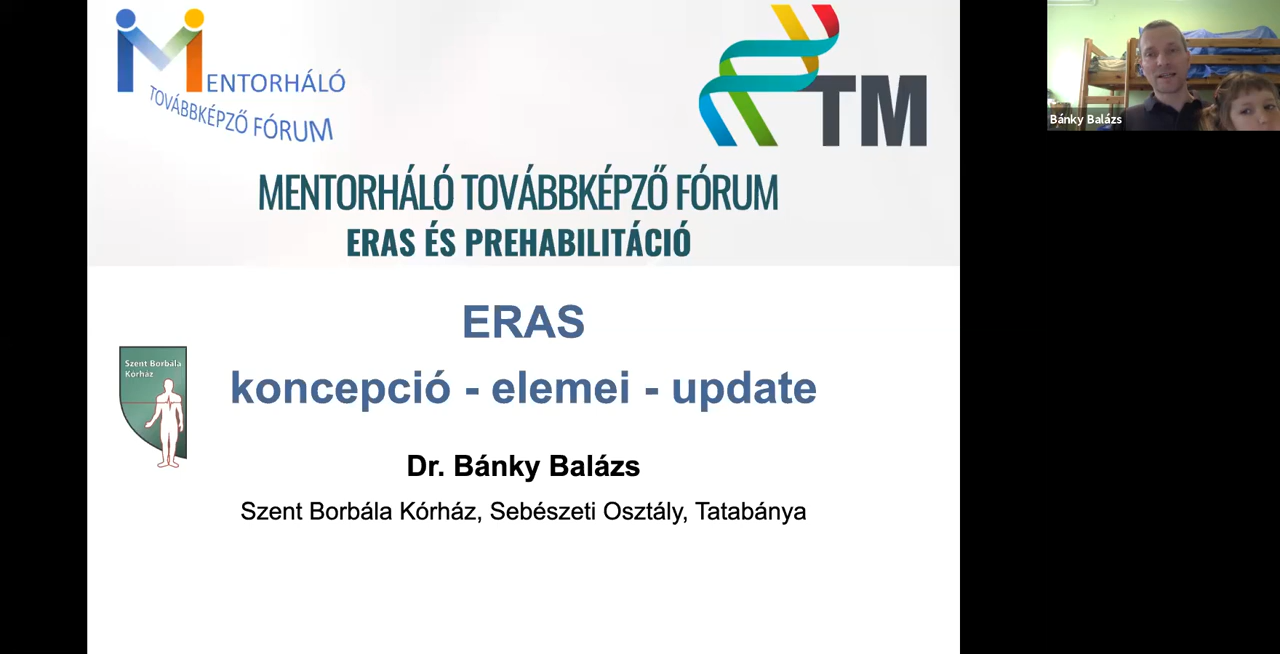 MENTORHÁLÓ
TOVÁBBKÉPZŐ FÓRUM
TM
MENTORHÁLÓ TOVÁBBKÉPZŐ FÓRUM
ERAS ÉS PREHABILITÁCIÓ
ERAS
koncepció - elemei - update
Szent Borbála
Kórház
Dr. Bánky Balázs
Szent Borbála Kórház, Sebészeti Osztály, Tatabánya
Bánky Balázs